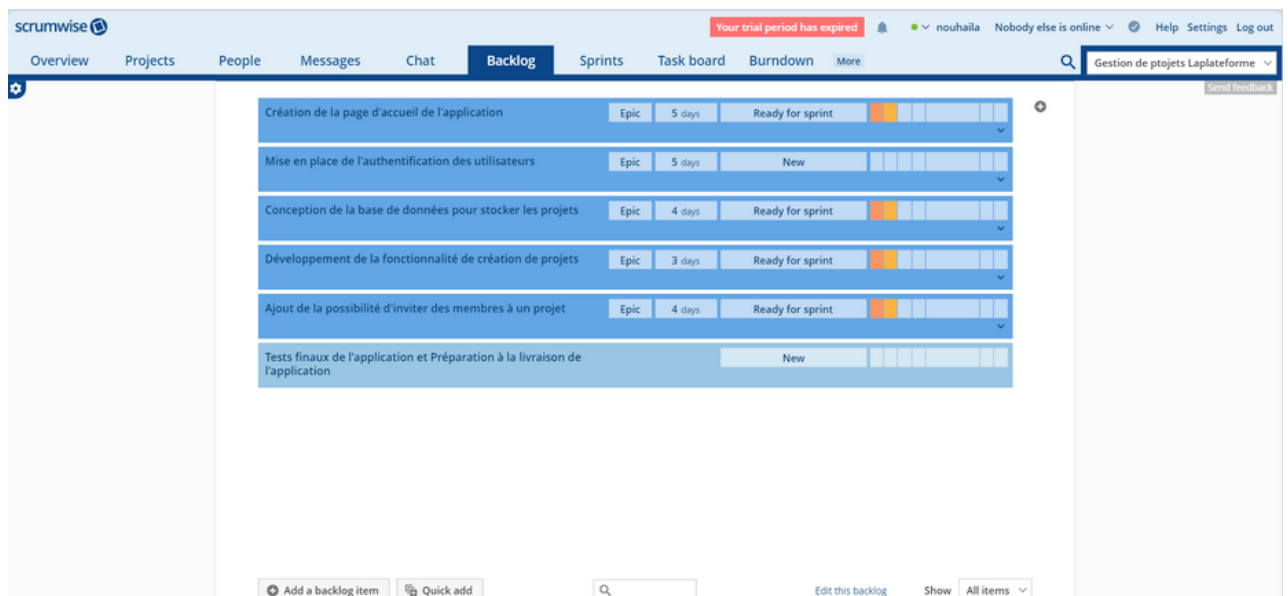 scrumwise Your trial period has expired nouhaila Nobody else is online Help Settings Log out
Overview Projects People Messages Chat Backlog Sprints Task board Burndown More Gestion de ptojets Laplateforme
Send feedback
Création de la page d'accueil de l'application Epic 5 days Ready for sprint
Mise en place de l'authentification des utilisateurs Epic 5 days New
Conception de la base de données pour stocker les projets Epic 4 days Ready for sprint
Développement de la fonctionnalité de création de projets Epic 3 days Ready for sprint
Ajout de la possibilité d'inviter des membres à un projet Epic 4 days Ready for sprint
Tests finaux de l'application et Préparation à la livraison de
l'application New
Add a backlog item Quick add Edit this backlog Show All items